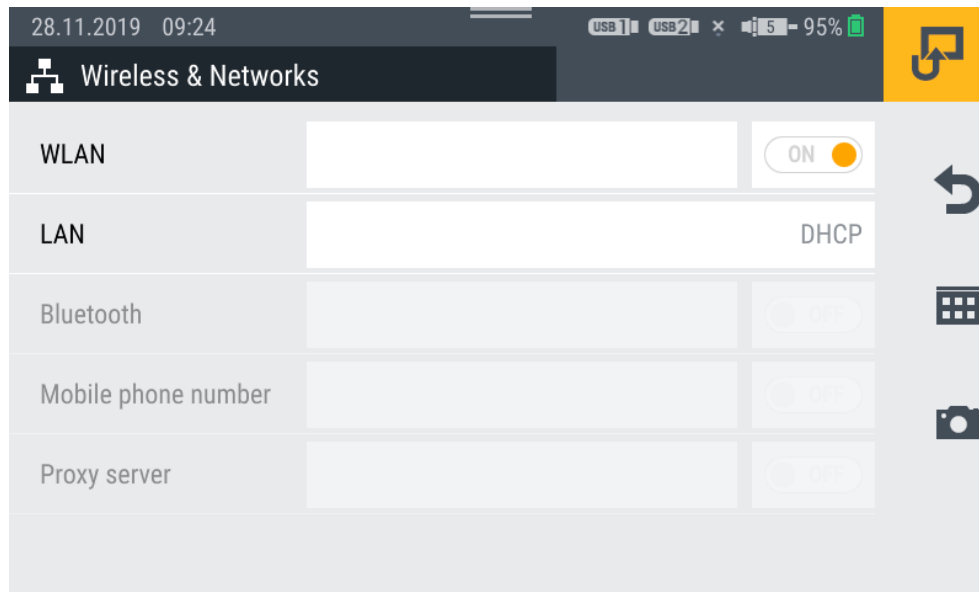 28.11.2019 09:24 USB 1 USB 2 5 95%
Wireless & Networks
WLAN ON
LAN DHCP
Bluetooth OFF
Mobile phone number OFF
Proxy server OFF